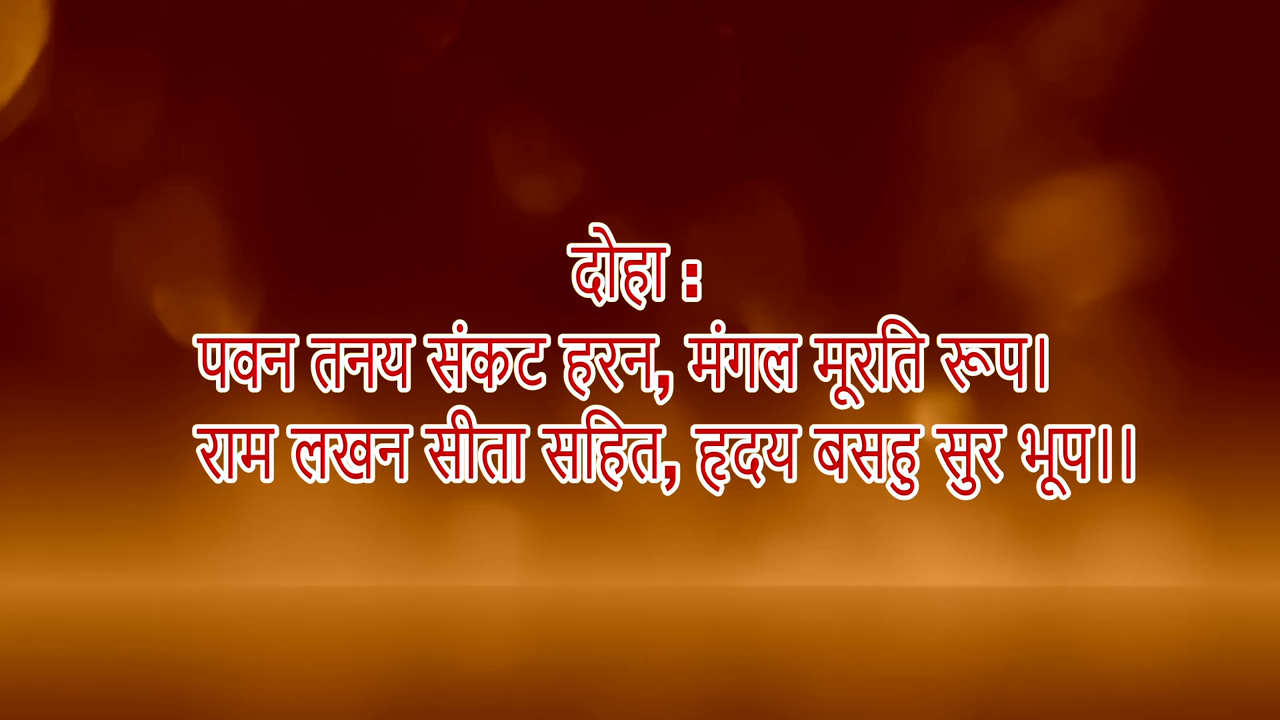 दोहा :
पवन तनय संकट हरन, मंगल मूरति रूप।
राम लखन सीता सहित, हृदय बसहु सुर भूप।।